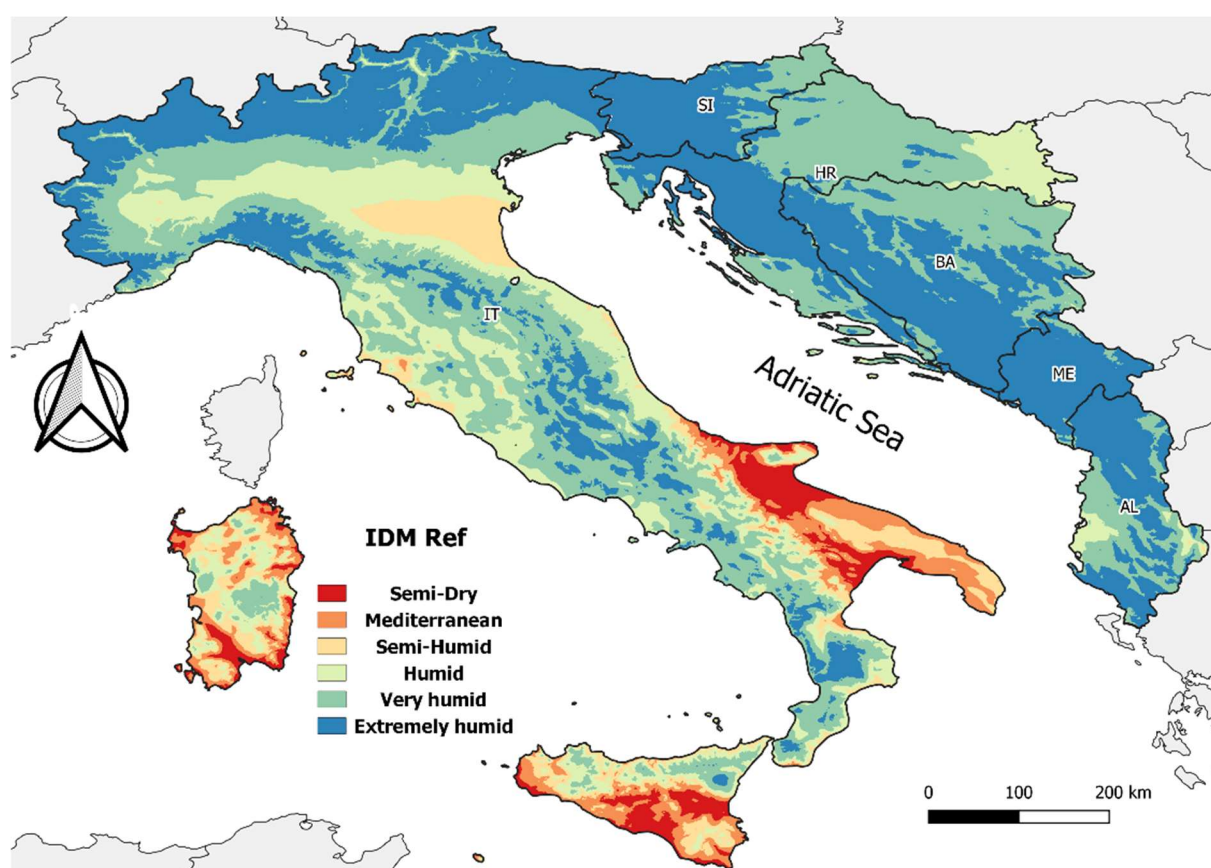 SI
HR
BA
IT
ME
Adriatic Sea
AL
IDM Ref
Semi-Dry
Mediterranean
Semi-Humid
Humid
Very humid
Extremely humid
0 100 200 km